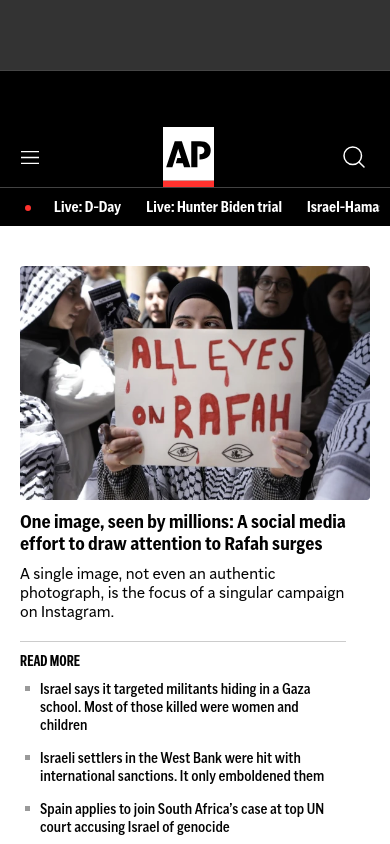 AP
Live: D-Day
Live: Hunter Biden trial
Israel-Hama
ALL EYES
ON RAFAH
One image, seen by millions: A social media
effort to draw attention to Rafah surges
A single image, not even an authentic
photograph, is the focus of a singular campaign
on Instagram.
READ MORE
Israel says it targeted militants hiding in a Gaza
school. Most of those killed were women and
children
Israeli settlers in the West Bank were hit with
international sanctions. It only emboldened them
Spain applies to join South Africa’s case at top UN
court accusing Israel of genocide